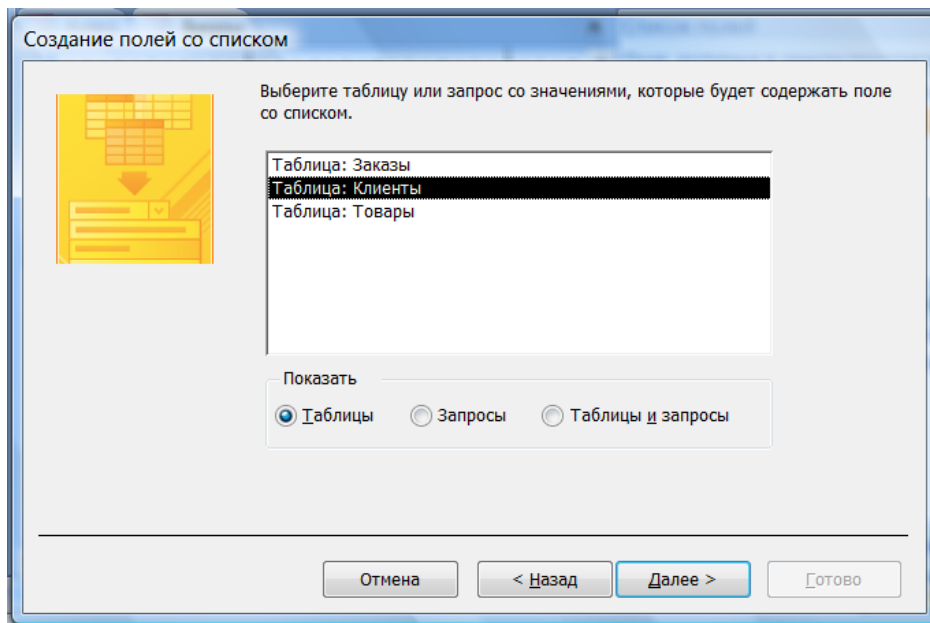 Создание полей со списком
Выберите таблицу или запрос со значениями, которые будет содержать поле
со списком.
Таблица: Заказы
Таблица: Клиенты
Таблица: Товары
Показать
Таблицы
Запросы
Таблицы и запросы
Отмена
< Назад
Далее >
Готово